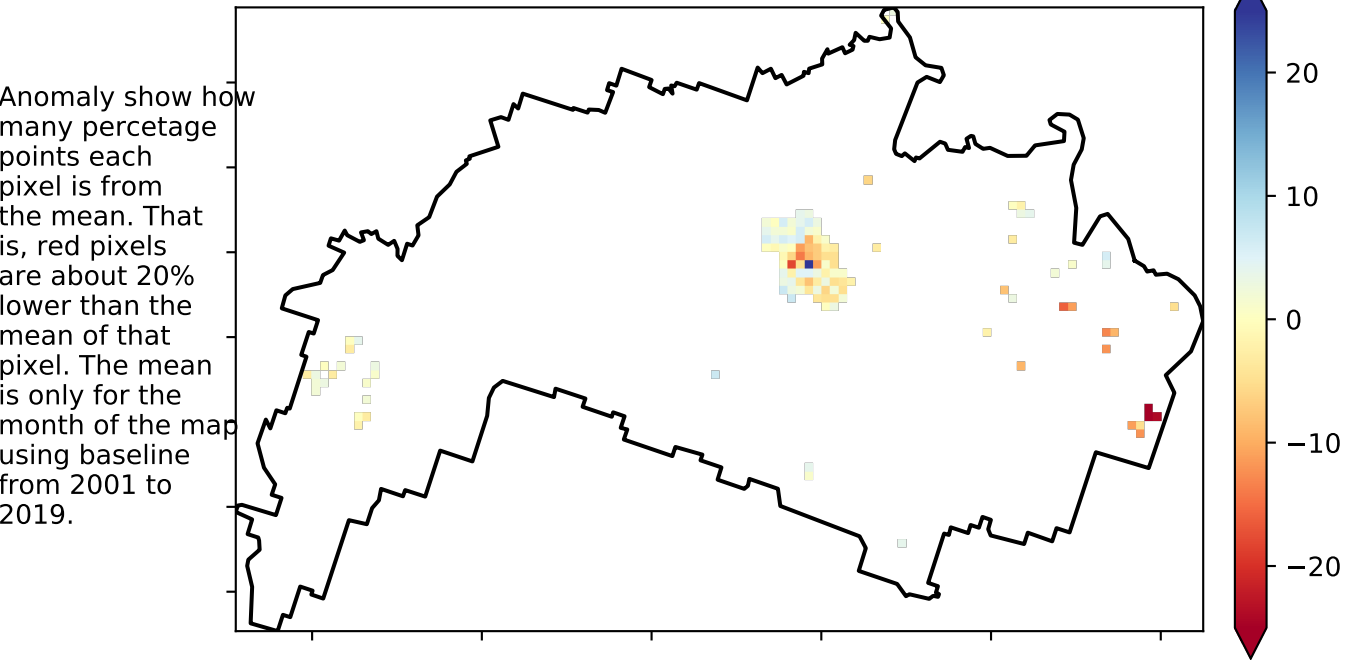 Anomaly show how
many percetage
points each
pixel is from
the mean. That
is, red pixels
are about 20%
lower than the
mean of that
pixel. The mean
is only for the
month of the map
using baseline
from 2001 to
2019.
20
10
0
−10
−20